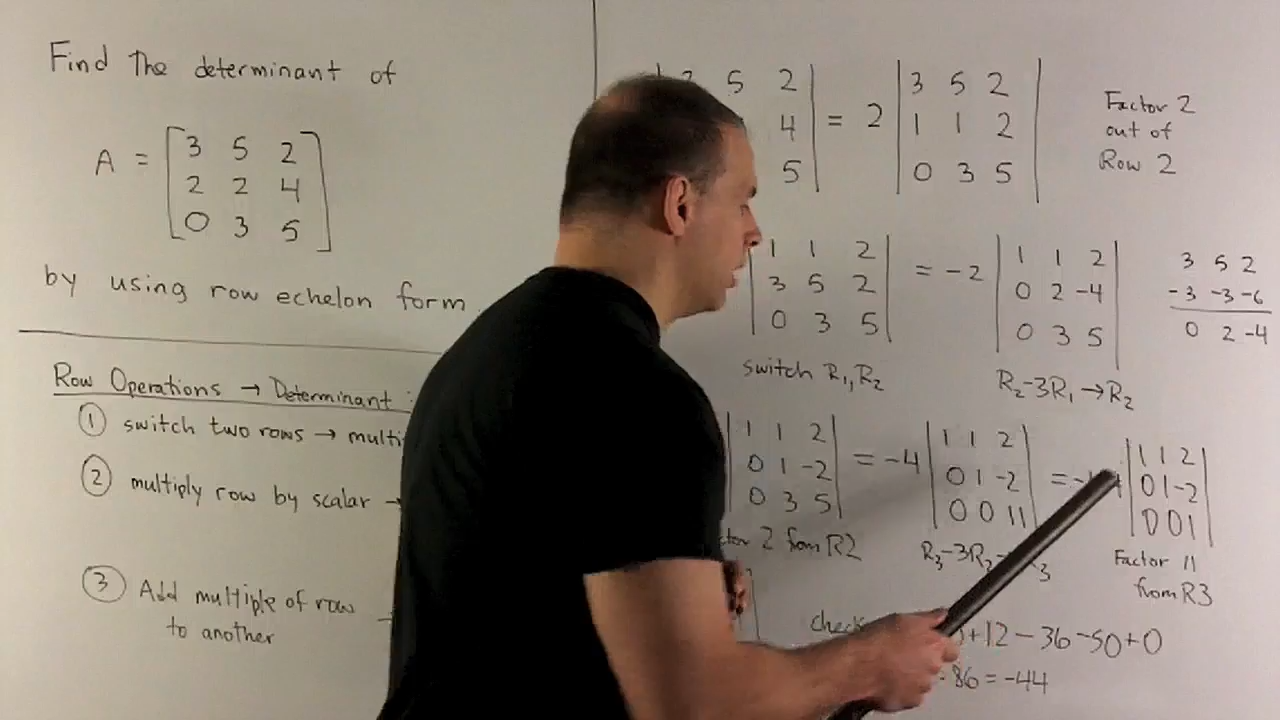 Find The determinant of
A = [3 5 2
2 2 4
0 3 5]
by using row echelon form.
Row Operations → Determinant:
① switch two rows → multi
② multiply row by scalar →
③ Add multiple of row
to another
5 2
4
5
= 2
3 5 2
1 1 2
0 3 5
Factor 2
out of
Row 2
1 1 2
3 5 2
0 3 5
switch R₁, R₂
= -2
1 1 2
0 2 -4
0 3 5
R₂-3R₁ → R₂
3 5 2
-3 -3 -6
0 2 -4
1 1 2
0 1 -2
0 3 5
2 from R2
= -4
1 1 2
0 1 -2
0 0 11
R₃-3R₂
3
= -
1 1 2
0 1 -2
0 0 1
Factor 11
from R3
check
+12 - 36 - 50 + 0
86 = -44